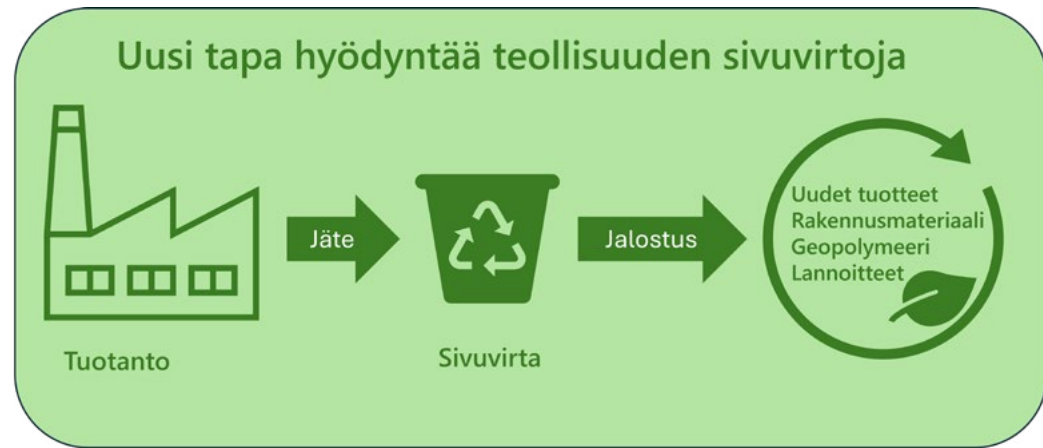 Uusi tapa hyödyntää teollisuuden sivuvirtoja
Jäte
Jalostus
Uudet tuotteet
Rakennusmateriaali
Geopolymeeri
Lannoitteet
Tuotanto
Sivuvirta